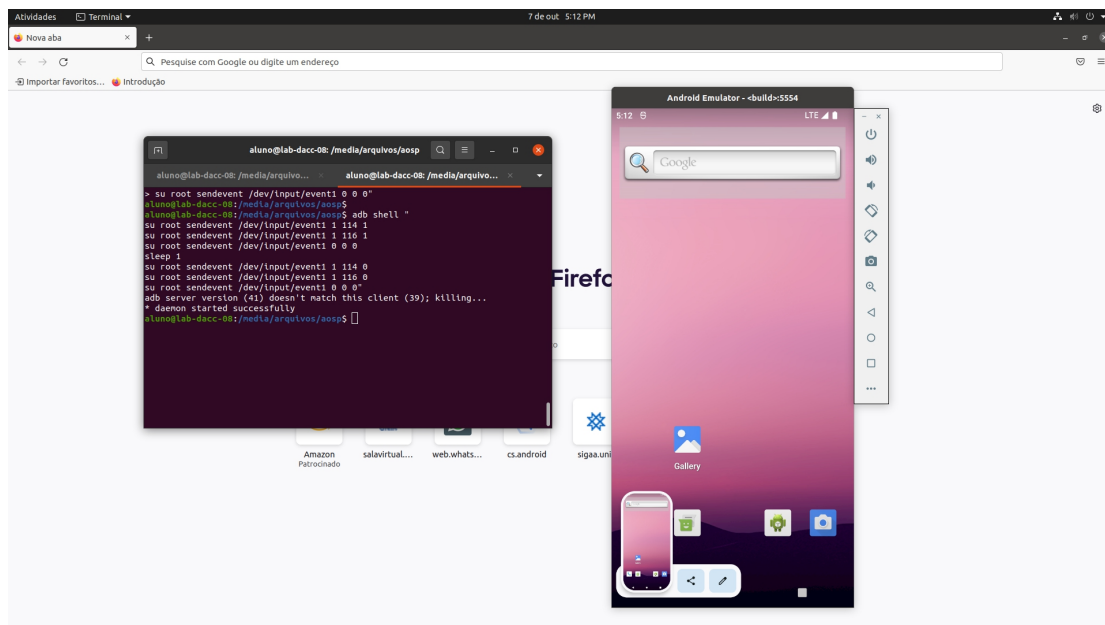 Atividades
Terminal
7 de out 5:12 PM
Nova aba
Pesquise com Google ou digite um endereço
Importar favoritos...
Introdução
aluno@lab-dacc-08: /media/arquivos/aosp
aluno@lab-dacc-08: /media/arquivo...
aluno@lab-dacc-08: /media/arquivo...
> su root sendevent /dev/input/event1 0 0 0"
aluno@lab-dacc-08:/media/arquivos/aosp$
aluno@lab-dacc-08:/media/arquivos/aosp$ adb shell "
su root sendevent /dev/input/event1 1 114 1
su root sendevent /dev/input/event1 1 116 1
su root sendevent /dev/input/event1 0 0 0
sleep 1
su root sendevent /dev/input/event1 1 114 0
su root sendevent /dev/input/event1 1 116 0
su root sendevent /dev/input/event1 0 0 0"
adb server version (41) doesn't match this client (39); killing...
* daemon started successfully
aluno@lab-dacc-08:/media/arquivos/aosp$
Firefo
o
Amazon
Patrocinado
salavirtual....
web.whats...
cs.android
sigaa.uni
Android Emulator - <build>:5554
5:12
LTE
Google
Gallery